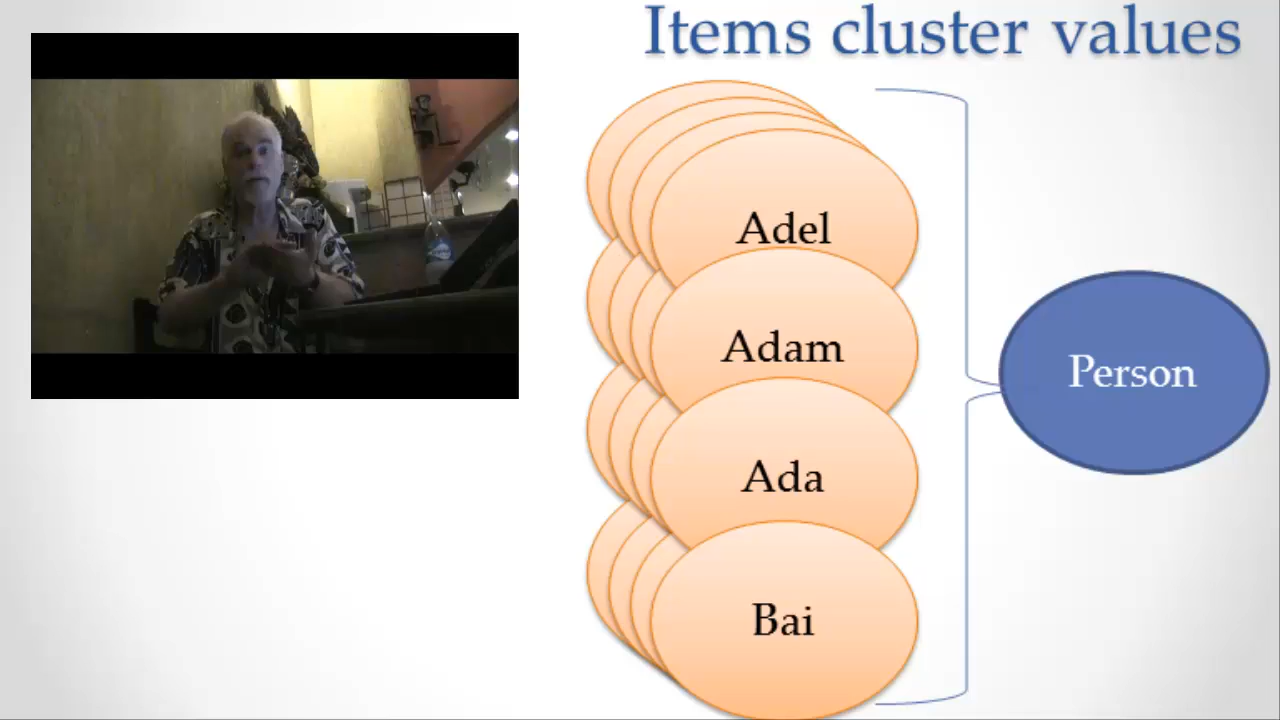 Items cluster values
Adel
Adam
Ada
Bai
Person